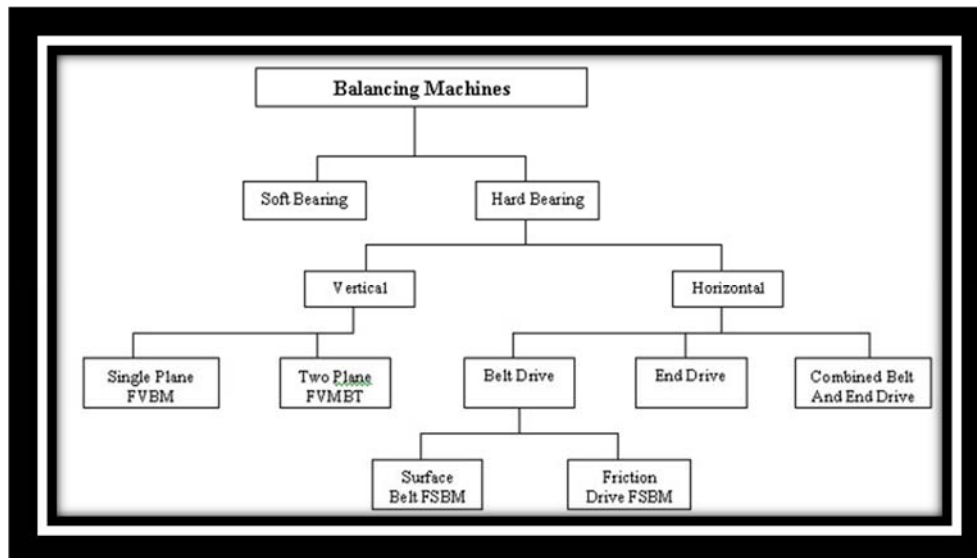 Balancing Machines
Soft Bearing
Hard Bearing
Vertical
Horizontal
Single Plane
FVBM
Two Plane
FVMBT
Belt Drive
End Drive
Combined Belt
And End Drive
Surface
Belt FSBM
Friction
Drive FSBM